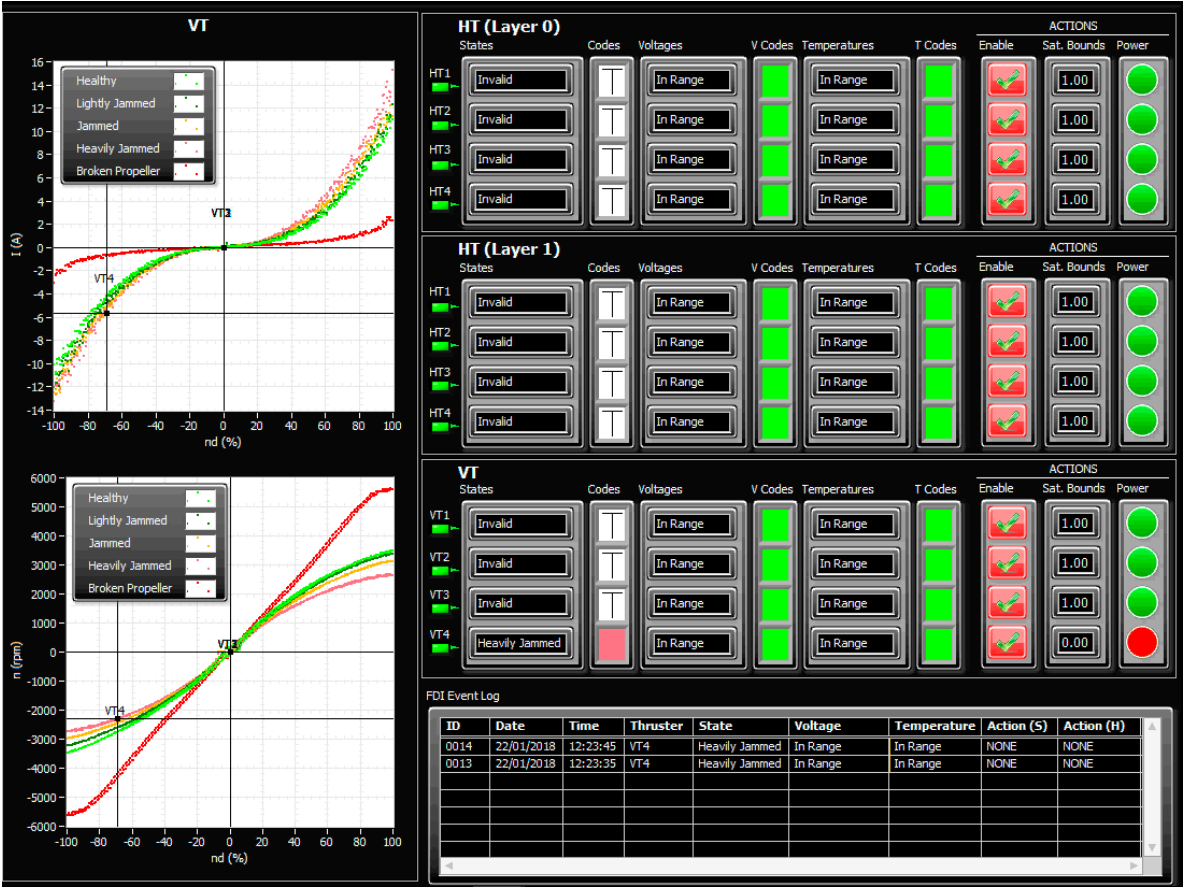 VT
16
14
12
10
8
6
4
2
0
-2
-4
-6
-8
-10
-12
-14
I (A)
Healthy
Lightly Jammed
Jammed
Heavily Jammed
Broken Propeller
VT4
-100 -80 -60 -40 -20 0 20 40 60 80 100
nd (%)
6000
5000
4000
3000
2000
1000
0
-1000
-2000
-3000
-4000
-5000
-6000
n (rpm)
Healthy
Lightly Jammed
Jammed
Heavily Jammed
Broken Propeller
VT4
-100 -80 -60 -40 -20 0 20 40 60 80 100
nd (%)
HT (Layer 0) ACTIONS
States Codes Voltages V Codes Temperatures T Codes Enable Sat. Bounds Power
HT1 Invalid In Range In Range 1.00
HT2 Invalid In Range In Range 1.00
HT3 Invalid In Range In Range 1.00
HT4 Invalid In Range In Range 1.00
HT (Layer 1) ACTIONS
States Codes Voltages V Codes Temperatures T Codes Enable Sat. Bounds Power
HT1 Invalid In Range In Range 1.00
HT2 Invalid In Range In Range 1.00
HT3 Invalid In Range In Range 1.00
HT4 Invalid In Range In Range 1.00
VT ACTIONS
States Codes Voltages V Codes Temperatures T Codes Enable Sat. Bounds Power
VT1 Invalid In Range In Range 1.00
VT2 Invalid In Range In Range 1.00
VT3 Invalid In Range In Range 1.00
VT4 Heavily Jammed In Range In Range 0.00
FDI Event Log
ID Date Time Thruster State Voltage Temperature Action (S) Action (H)
0014 22/01/2018 12:23:45 VT4 Heavily Jammed In Range In Range NONE NONE
0013 22/01/2018 12:23:35 VT4 Heavily Jammed In Range In Range NONE NONE